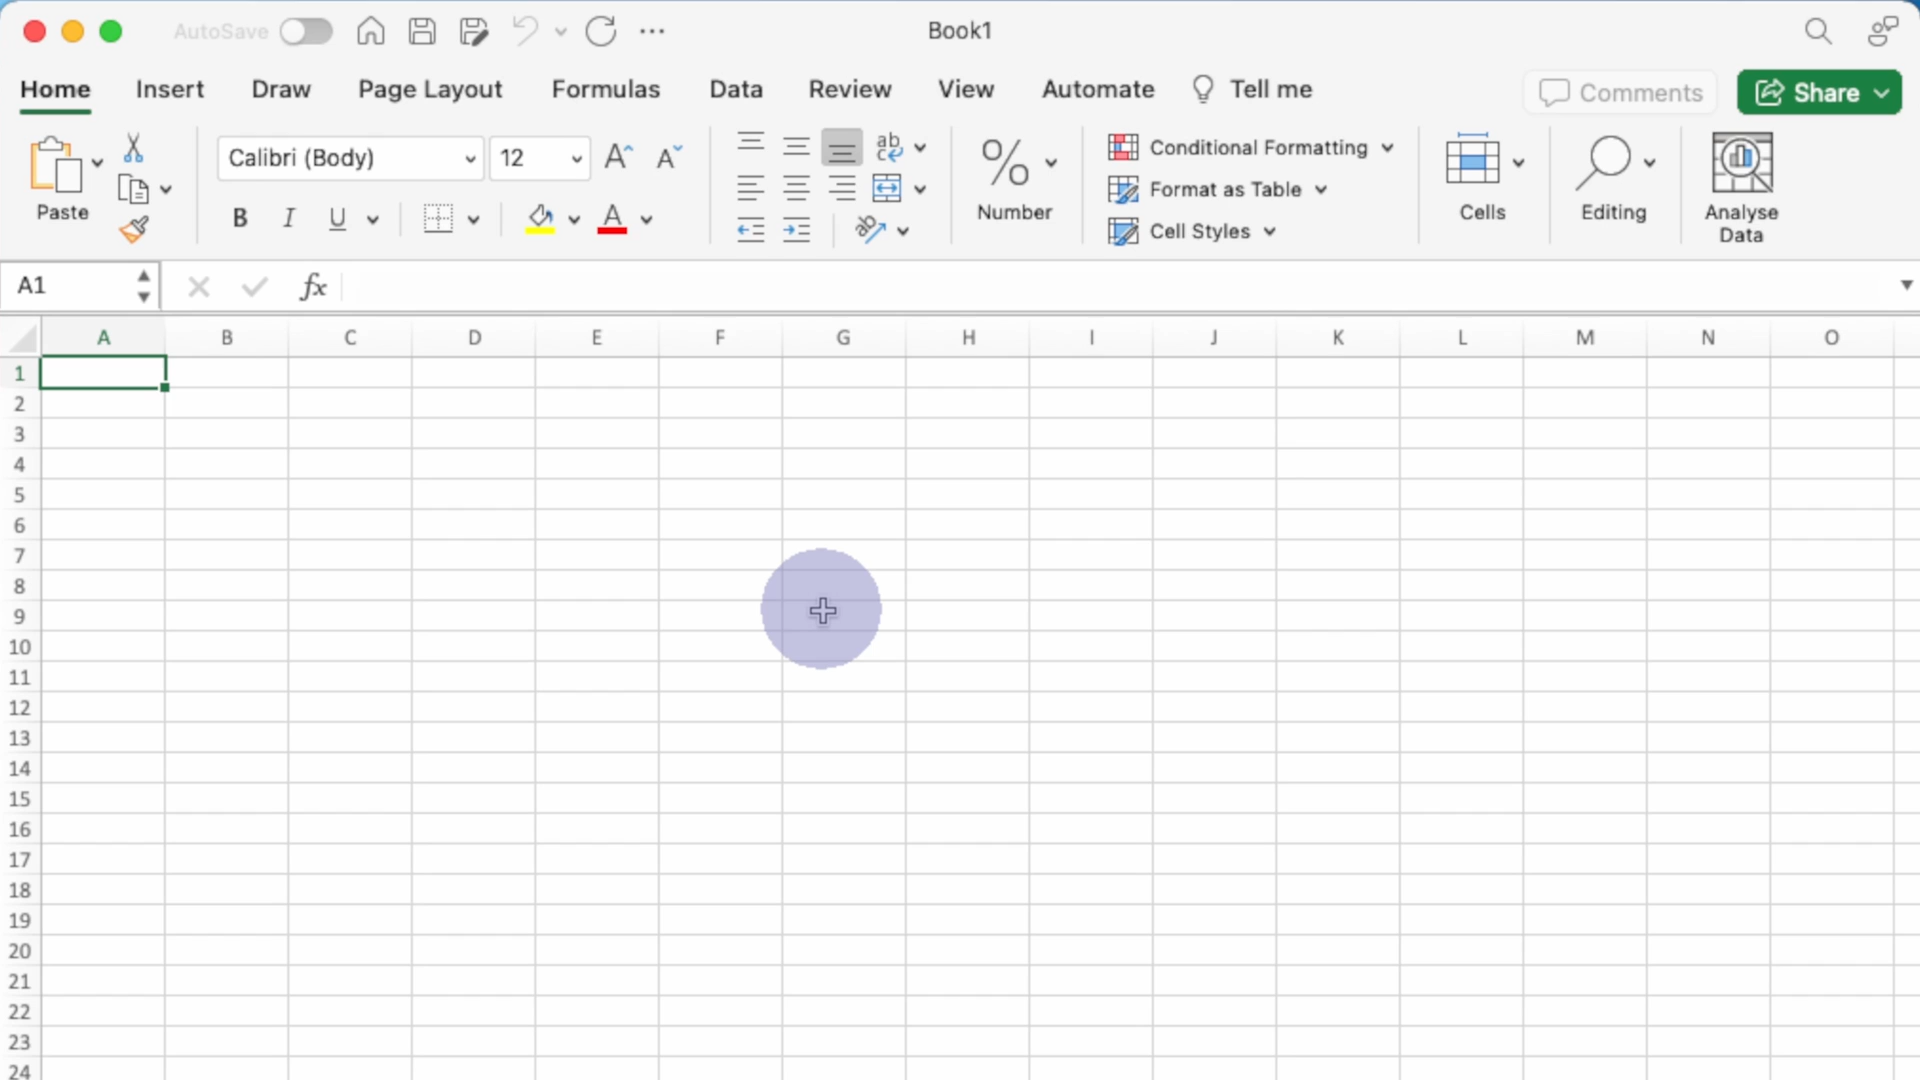 AutoSave Book1
Home Insert Draw Page Layout Formulas Data Review View Automate Tell me Comments Share
Calibri (Body) 12 ab
c
% Conditional Formatting
Format as Table
Paste Number Cells Editing Analyse
Data
B I U A Cell Styles
A1 fx
A B C D E F G H I J K L M N O
1
2
3
4
5
6
7
8
9
10
11
12
13
14
15
16
17
18
19
20
21
22
23
24